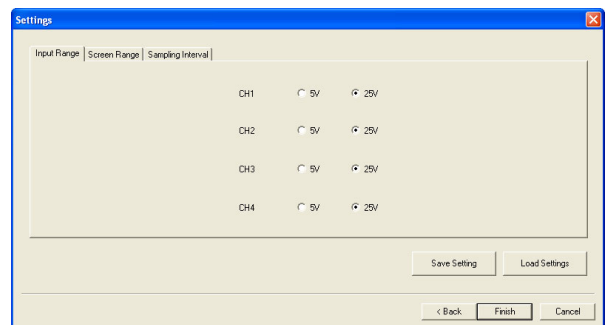 Settings
Input Range Screen Range Sampling Interval
CH1 5V 25V
CH2 5V 25V
CH3 5V 25V
CH4 5V 25V
Save Setting Load Settings
< Back Finish Cancel